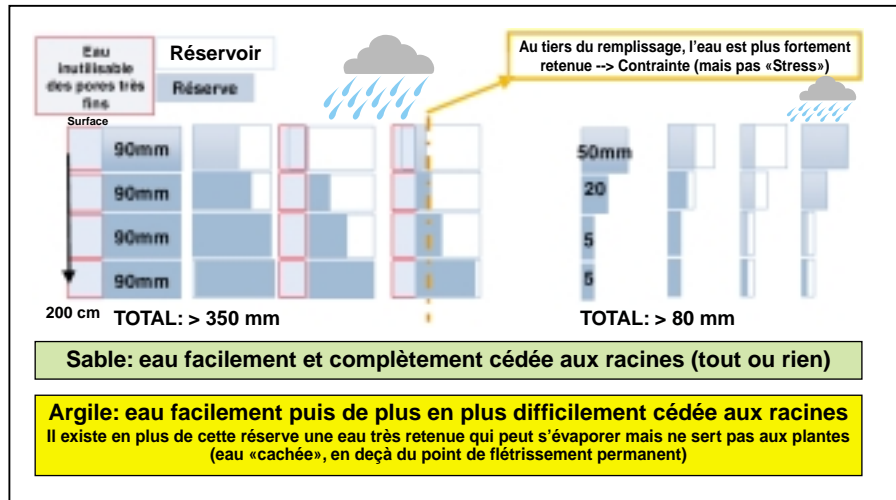 Eau
inutilisable
des pores très
fins
Réservoir
Réserve
Au tiers du remplissage, l'eau est plus fortement
retenue --> Contrainte (mais pas «Stress»)
Surface
90mm
90mm
90mm
90mm
200 cm
TOTAL: > 350 mm
50mm
20
5
5
TOTAL: > 80 mm
Sable: eau facilement et complètement cédée aux racines (tout ou rien)
Argile: eau facilement puis de plus en plus difficilement cédée aux racines
Il existe en plus de cette réserve une eau très retenue qui peut s'évaporer mais ne sert pas aux plantes
(eau «cachée», en deçà du point de flétrissement permanent)